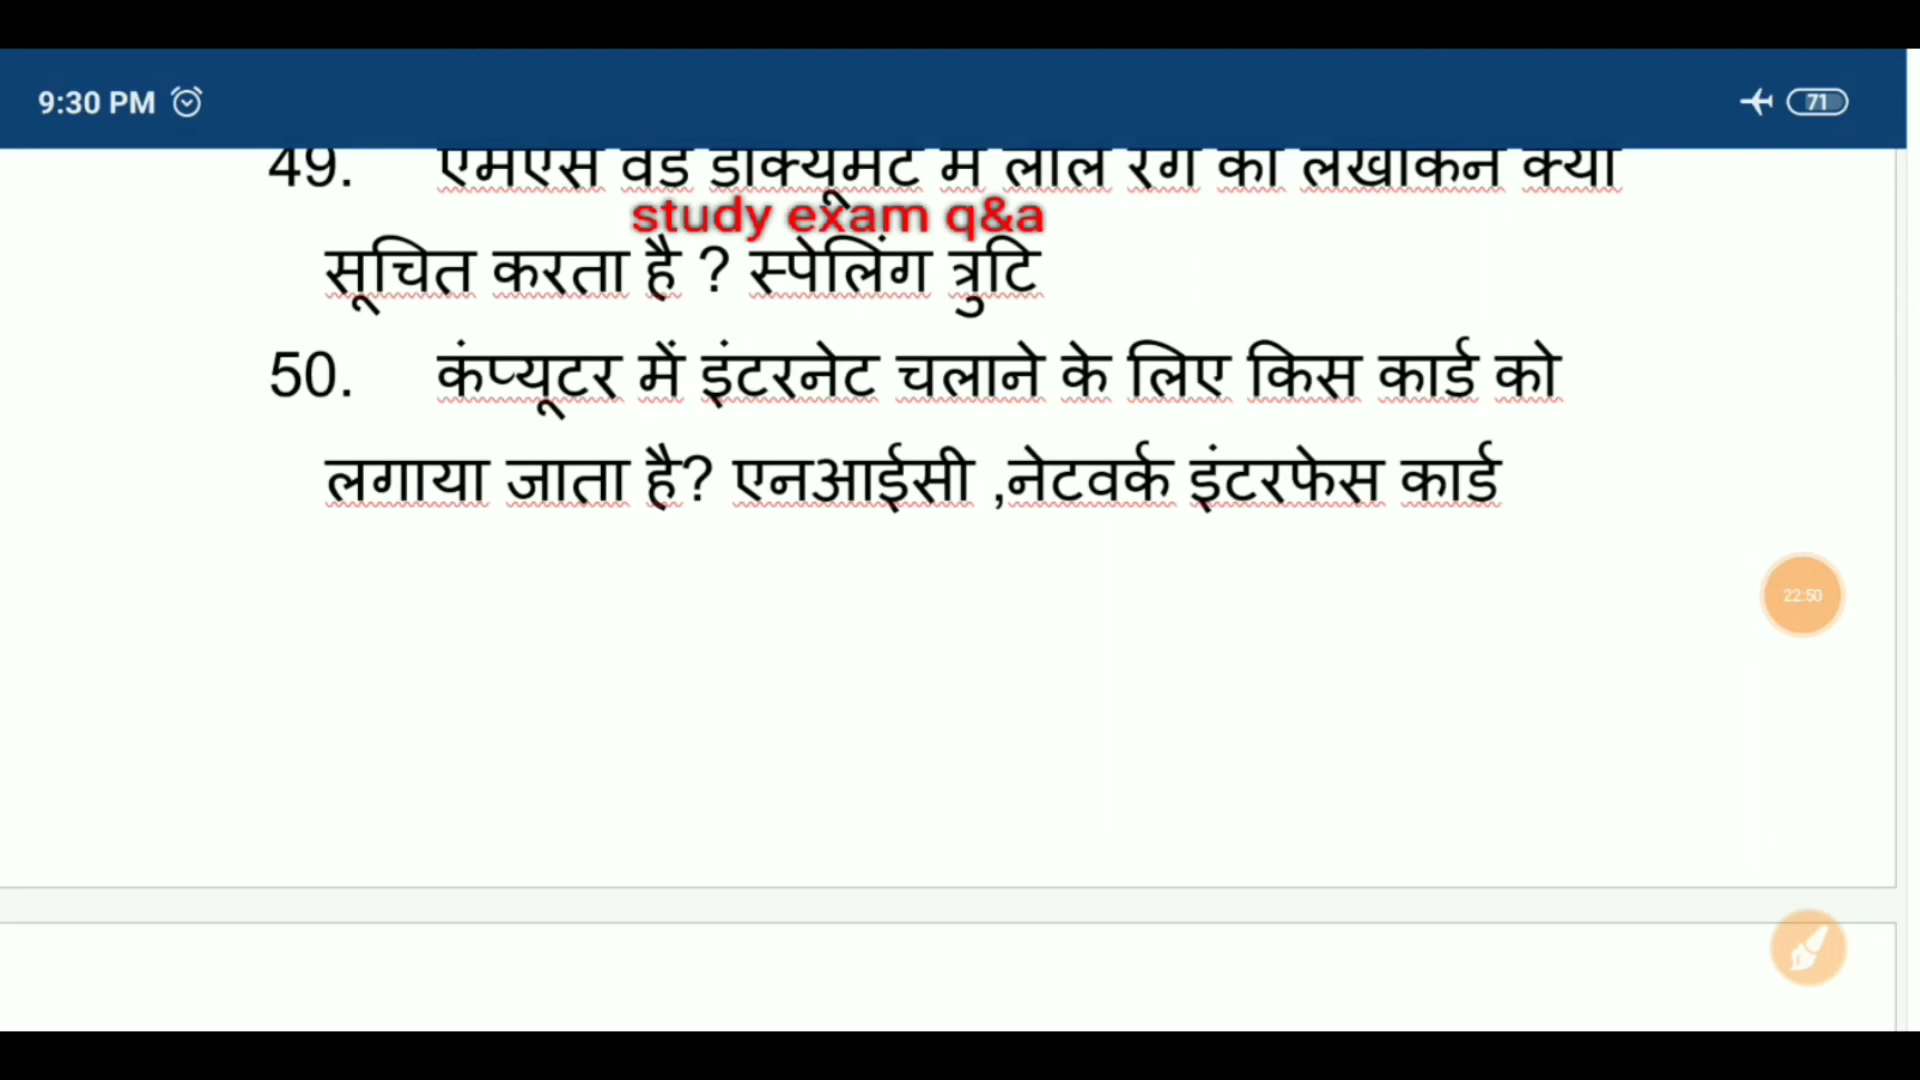 9:30 PM
71
49. एमएस वर्ड डॉक्यूमेंट में लाल रंग का लेखांकन क्या
study exam q&a
सूचित करता है ? स्पेलिंग त्रुटि
50. कंप्यूटर में इंटरनेट चलाने के लिए किस कार्ड को
लगाया जाता है? एनआईसी ,नेटवर्क इंटरफेस कार्ड
22:50